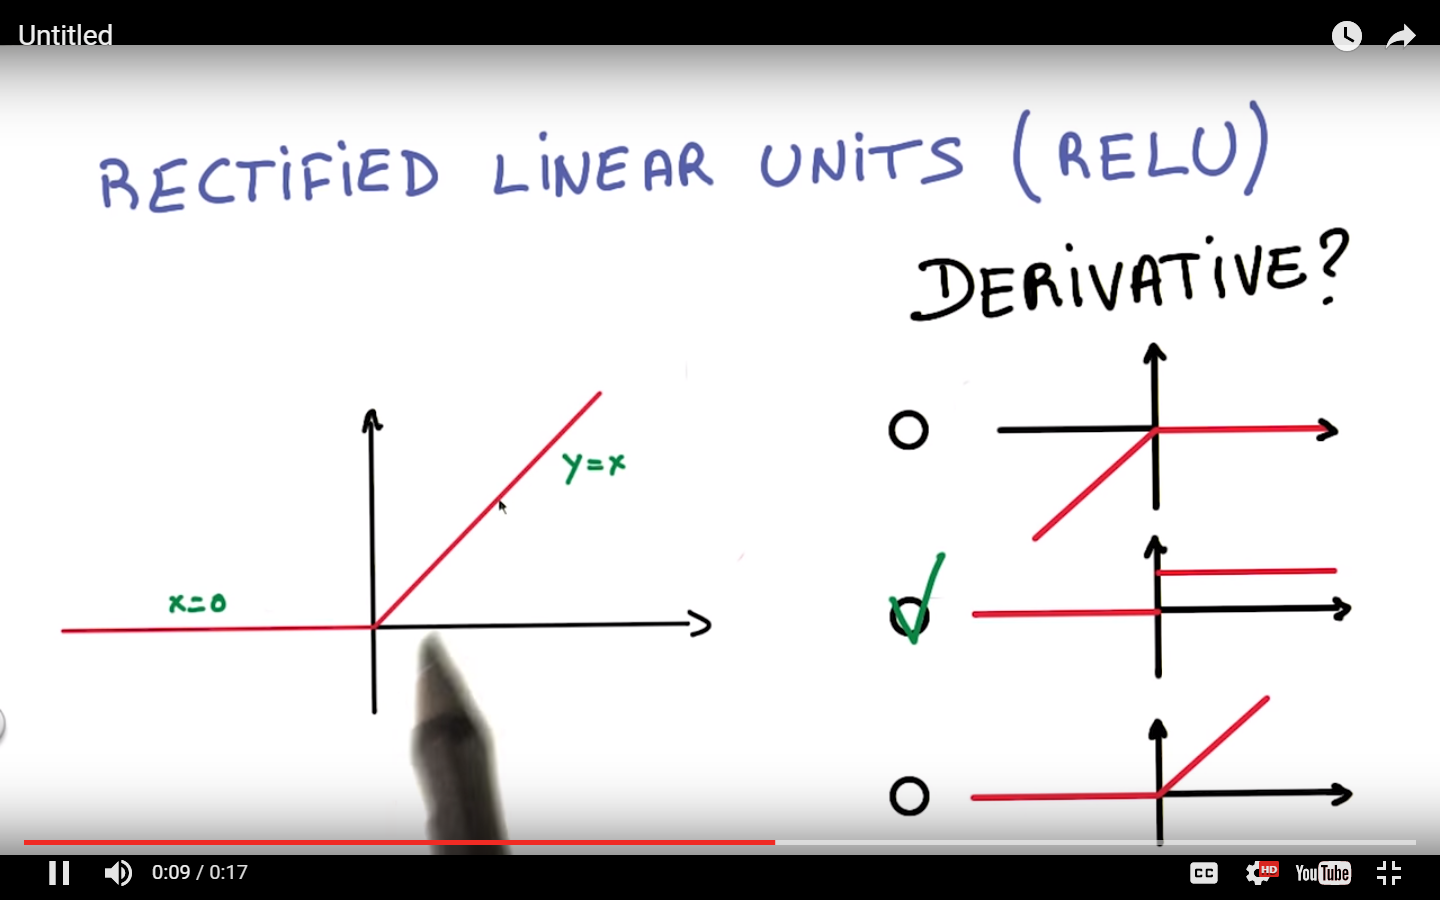 Untitled
RECTIFIED LINEAR UNITS (RELU)
DERIVATIVE?
y=x
x=0
0:09 / 0:17
CC
HD
YouTube